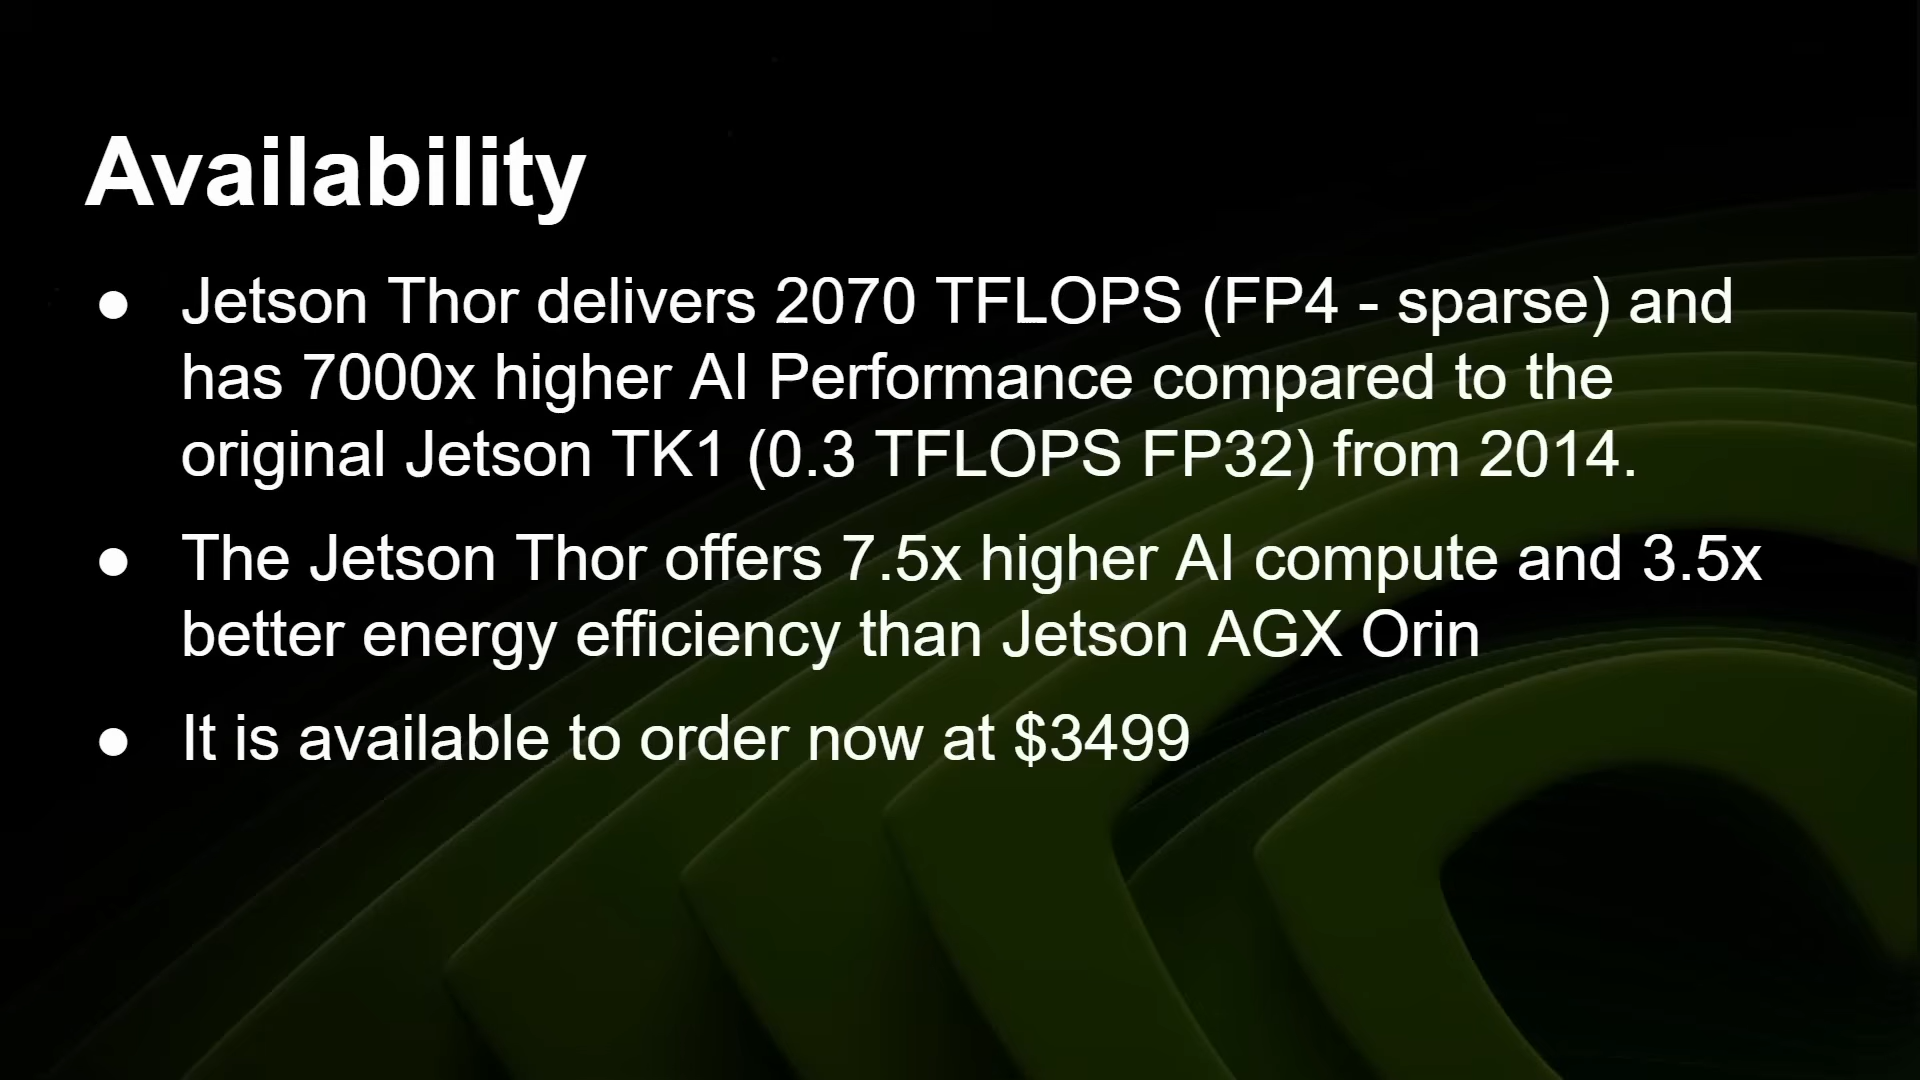 Availability
● Jetson Thor delivers 2070 TFLOPS (FP4 - sparse) and
has 7000x higher AI Performance compared to the
original Jetson TK1 (0.3 TFLOPS FP32) from 2014.
● The Jetson Thor offers 7.5x higher AI compute and 3.5x
better energy efficiency than Jetson AGX Orin
● It is available to order now at $3499